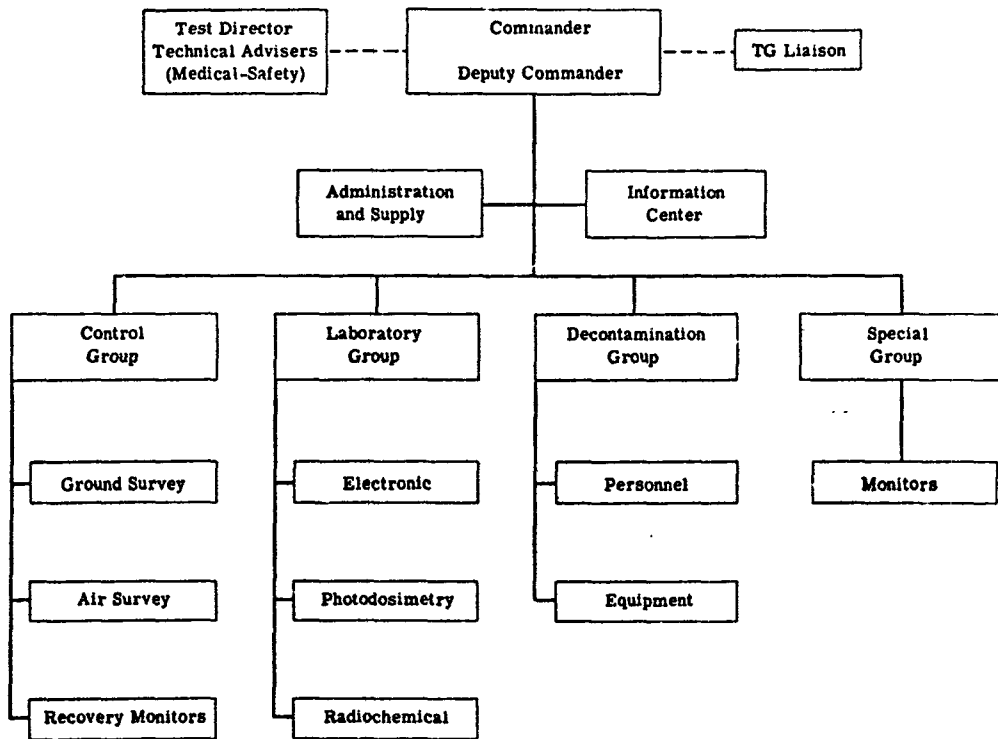 Test Director
Technical Advisers
(Medical-Safety)
Commander
Deputy Commander
TG Liaison
Administration
and Supply
Information
Center
Control
Group
Laboratory
Group
Decontamination
Group
Special
Group
Ground Survey
Electronic
Personnel
Monitors
Air Survey
Photodosimetry
Equipment
Recovery Monitors
Radiochemical